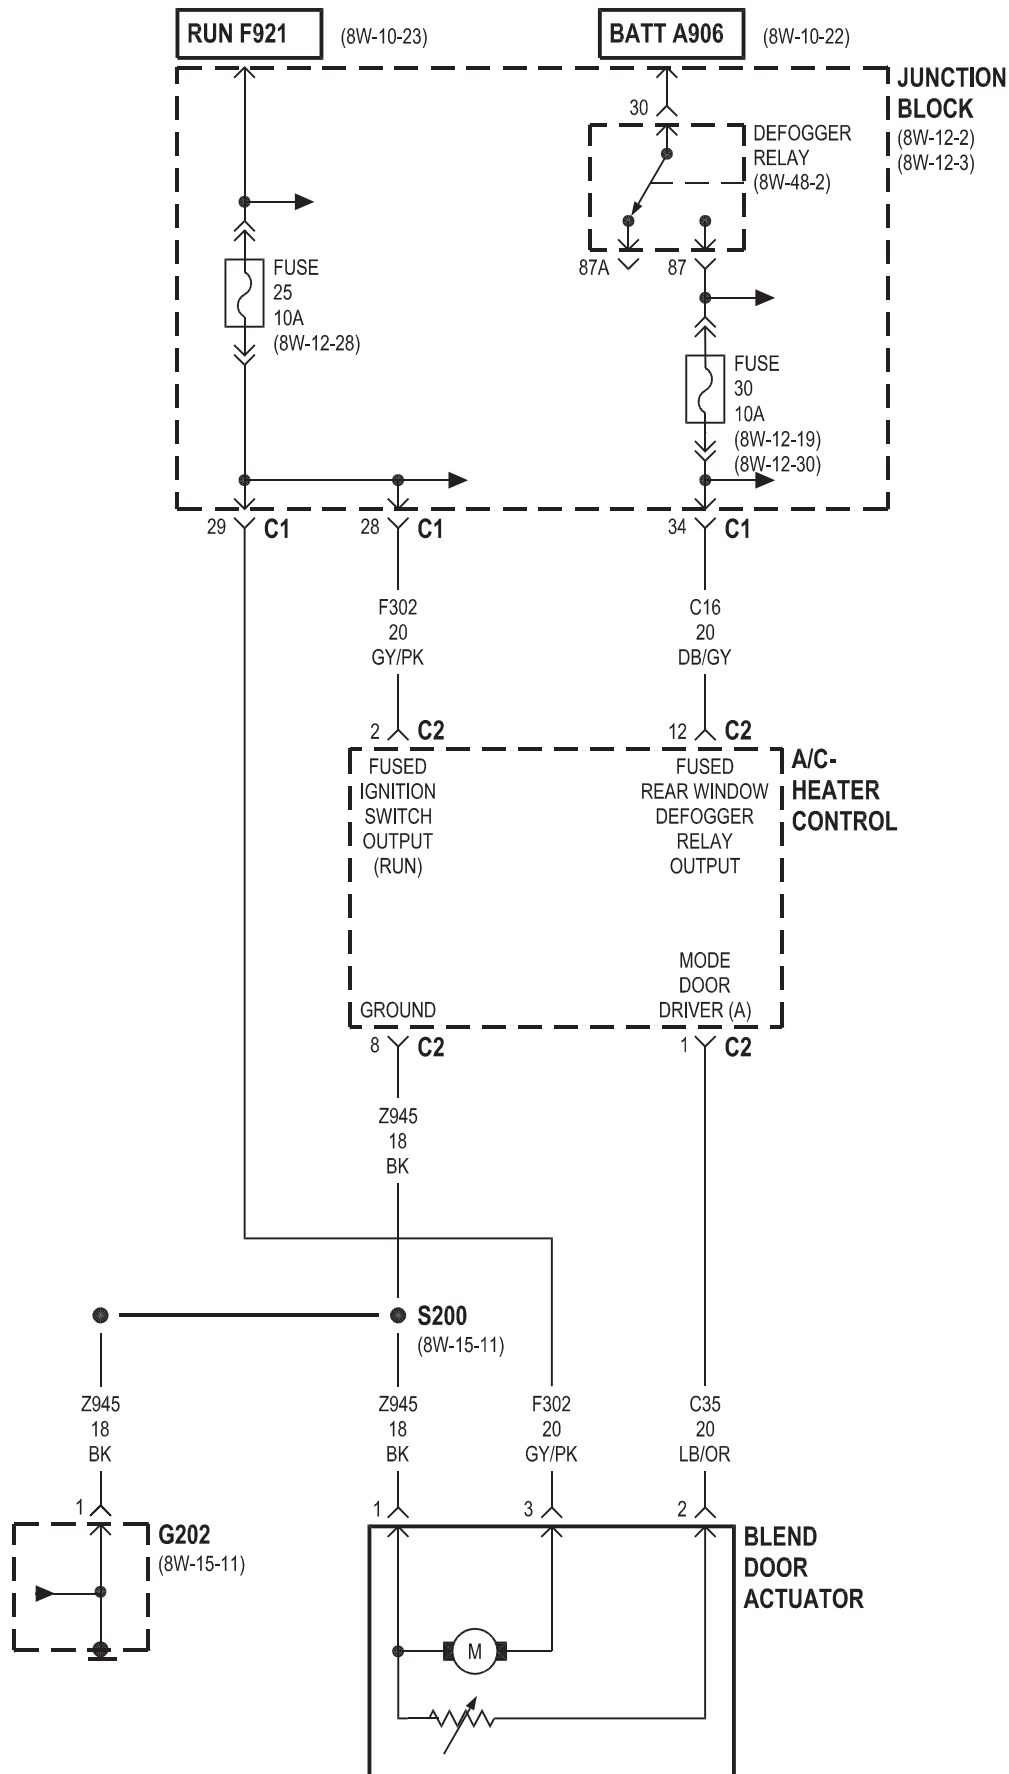 RUN F921
(8W-10-23)
BATT A906
(8W-10-22)
JUNCTION
BLOCK
(8W-12-2)
(8W-12-3)
30
DEFOGGER
RELAY
(8W-48-2)
87A
87
FUSE
25
10A
(8W-12-28)
FUSE
30
10A
(8W-12-19)
(8W-12-30)
29 C1
28 C1
34 C1
F302
20
GY/PK
C16
20
DB/GY
2 C2
12 C2
A/C-
HEATER
CONTROL
FUSED
IGNITION
SWITCH
OUTPUT
(RUN)
FUSED
REAR WINDOW
DEFOGGER
RELAY
OUTPUT
GROUND
MODE
DOOR
DRIVER (A)
8 C2
1 C2
Z945
18
BK
S200
(8W-15-11)
Z945
18
BK
Z945
18
BK
F302
20
GY/PK
C35
20
LB/OR
1
1
3
2
G202
(8W-15-11)
BLEND
DOOR
ACTUATOR
M